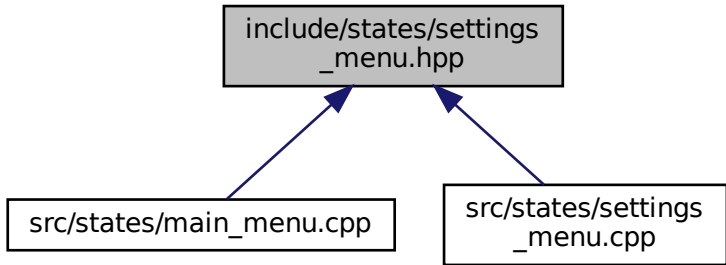 include/states/settings
_menu.hpp
src/states/main_menu.cpp
src/states/settings
_menu.cpp